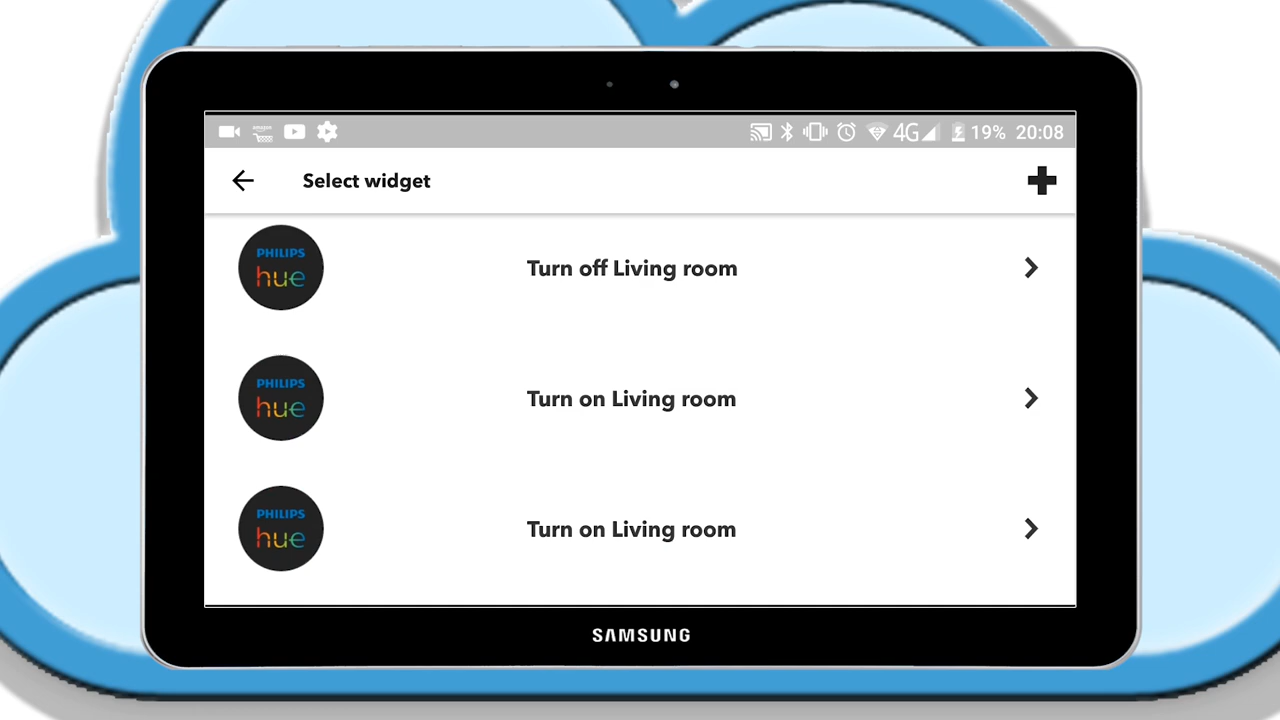 amazon
4G 19% 20:08
Select widget
PHILIPS
hue
Turn off Living room
PHILIPS
hue
Turn on Living room
PHILIPS
hue
Turn on Living room
SAMSUNG